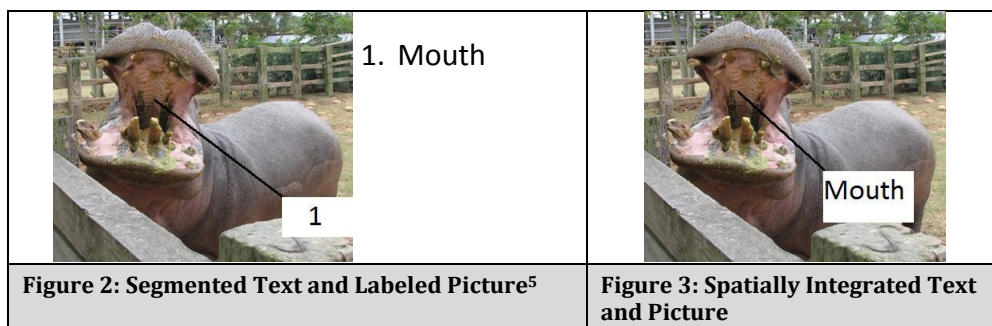 1. Mouth
1
Mouth
Figure 2: Segmented Text and Labeled Picture5
Figure 3: Spatially Integrated Text
and Picture